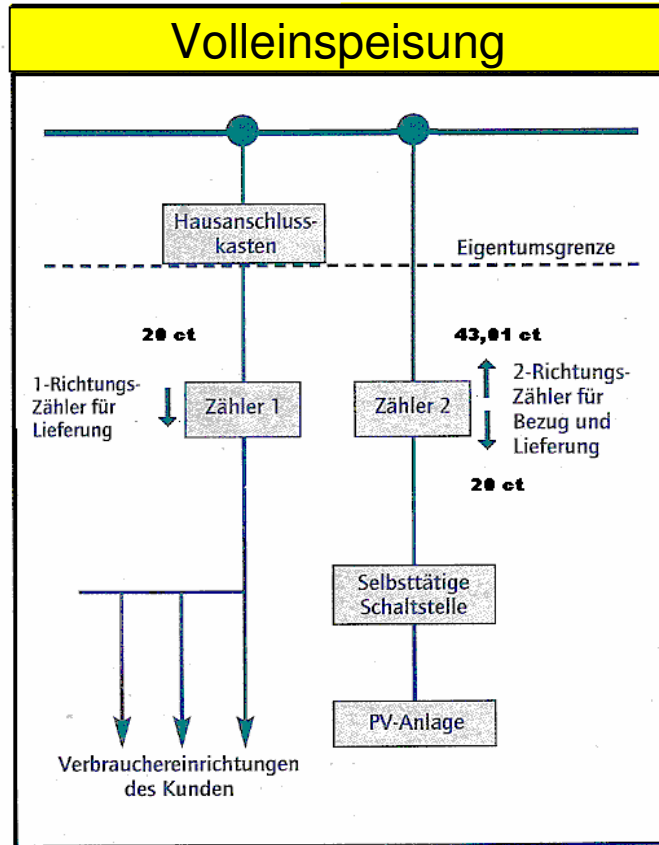 Volleinspeisung
Hausanschluss-
kasten
Eigentumsgrenze
20 ct
43,01 ct
1-Richtungs-
Zähler für
Lieferung
Zähler 1
Zähler 2
2-Richtungs-
Zähler für
Bezug und
Lieferung
20 ct
Selbsttätige
Schaltstelle
PV-Anlage
Verbrauchereinrichtungen
des Kunden